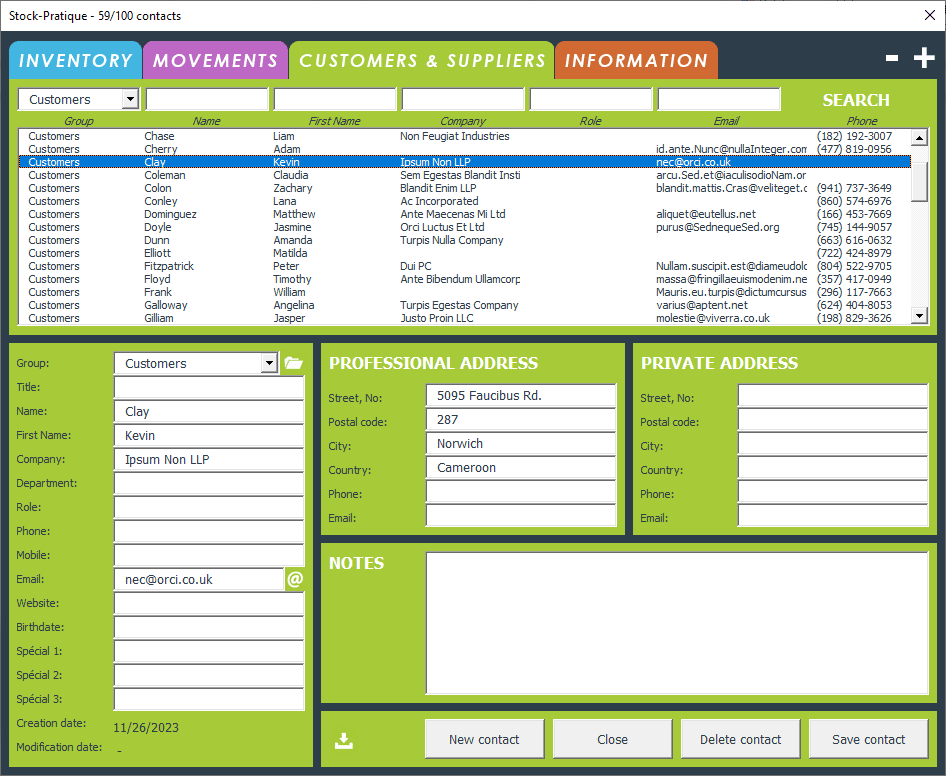 Stock-Pratique - 59/100 contacts
INVENTORY MOVEMENTS CUSTOMERS & SUPPLIERS INFORMATION
Customers SEARCH
Group Name First Name Company Role Email Phone
Customers Chase Liam Non Feugiat Industries (182) 192-3007
Customers Cherry Adam id.ante.Nunc@nullaInteger.com (477) 819-0956
Customers Clay Kevin Ipsum Non LLP nec@orci.co.uk
Customers Coleman Claudia Sem Egestas Blandit Insti arcu.Sed.et@iaculisodioNam.or
Customers Colon Zachary Blandit Enim LLP blandit.mattis.Cras@veliteget.c (941) 737-3649
Customers Conley Lana Ac Incorporated (860) 574-6976
Customers Dominguez Matthew Ante Maecenas Mi Ltd aliquet@eutellus.net (166) 453-7669
Customers Doyle Jasmine Orci Luctus Et Ltd purus@SednequeSed.org (745) 144-9057
Customers Dunn Amanda Turpis Nulla Company (663) 616-0632
Customers Elliott Matilda (722) 424-8979
Customers Fitzpatrick Peter Dui PC Nullam.suscipit.est@diameudolo (804) 522-9705
Customers Floyd Timothy Ante Bibendum Ullamcorp massa@fringillaeuismodenim.ne (357) 417-0949
Customers Frank William Mauris.eu.turpis@dictumcursus (296) 117-7663
Customers Galloway Angelina Turpis Egestas Company varius@aptent.net (624) 404-8053
Customers Gilliam Jasper Justo Proin LLC molestie@viverra.co.uk (198) 829-3626
Group: Customers
Title:
Name: Clay
First Name: Kevin
Company: Ipsum Non LLP
Department:
Role:
Phone:
Mobile:
Email: nec@orci.co.uk @
Website:
Birthdate:
Spécial 1:
Spécial 2:
Spécial 3:
Creation date: 11/26/2023
Modification date: -
PROFESSIONAL ADDRESS
Street, No: 5095 Faucibus Rd.
Postal code: 287
City: Norwich
Country: Cameroon
Phone:
Email:
PRIVATE ADDRESS
Street, No:
Postal code:
City:
Country:
Phone:
Email:
NOTES
New contact Close Delete contact Save contact